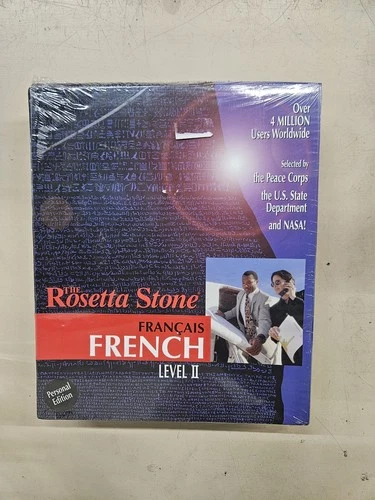 Over
4 MILLION
Users Worldwide
Selected by
the Peace Corps
the U.S. State
Department
and NASA!
THE
Rosetta Stone
FRANÇAIS
FRENCH
LEVEL II
Personal
Edition